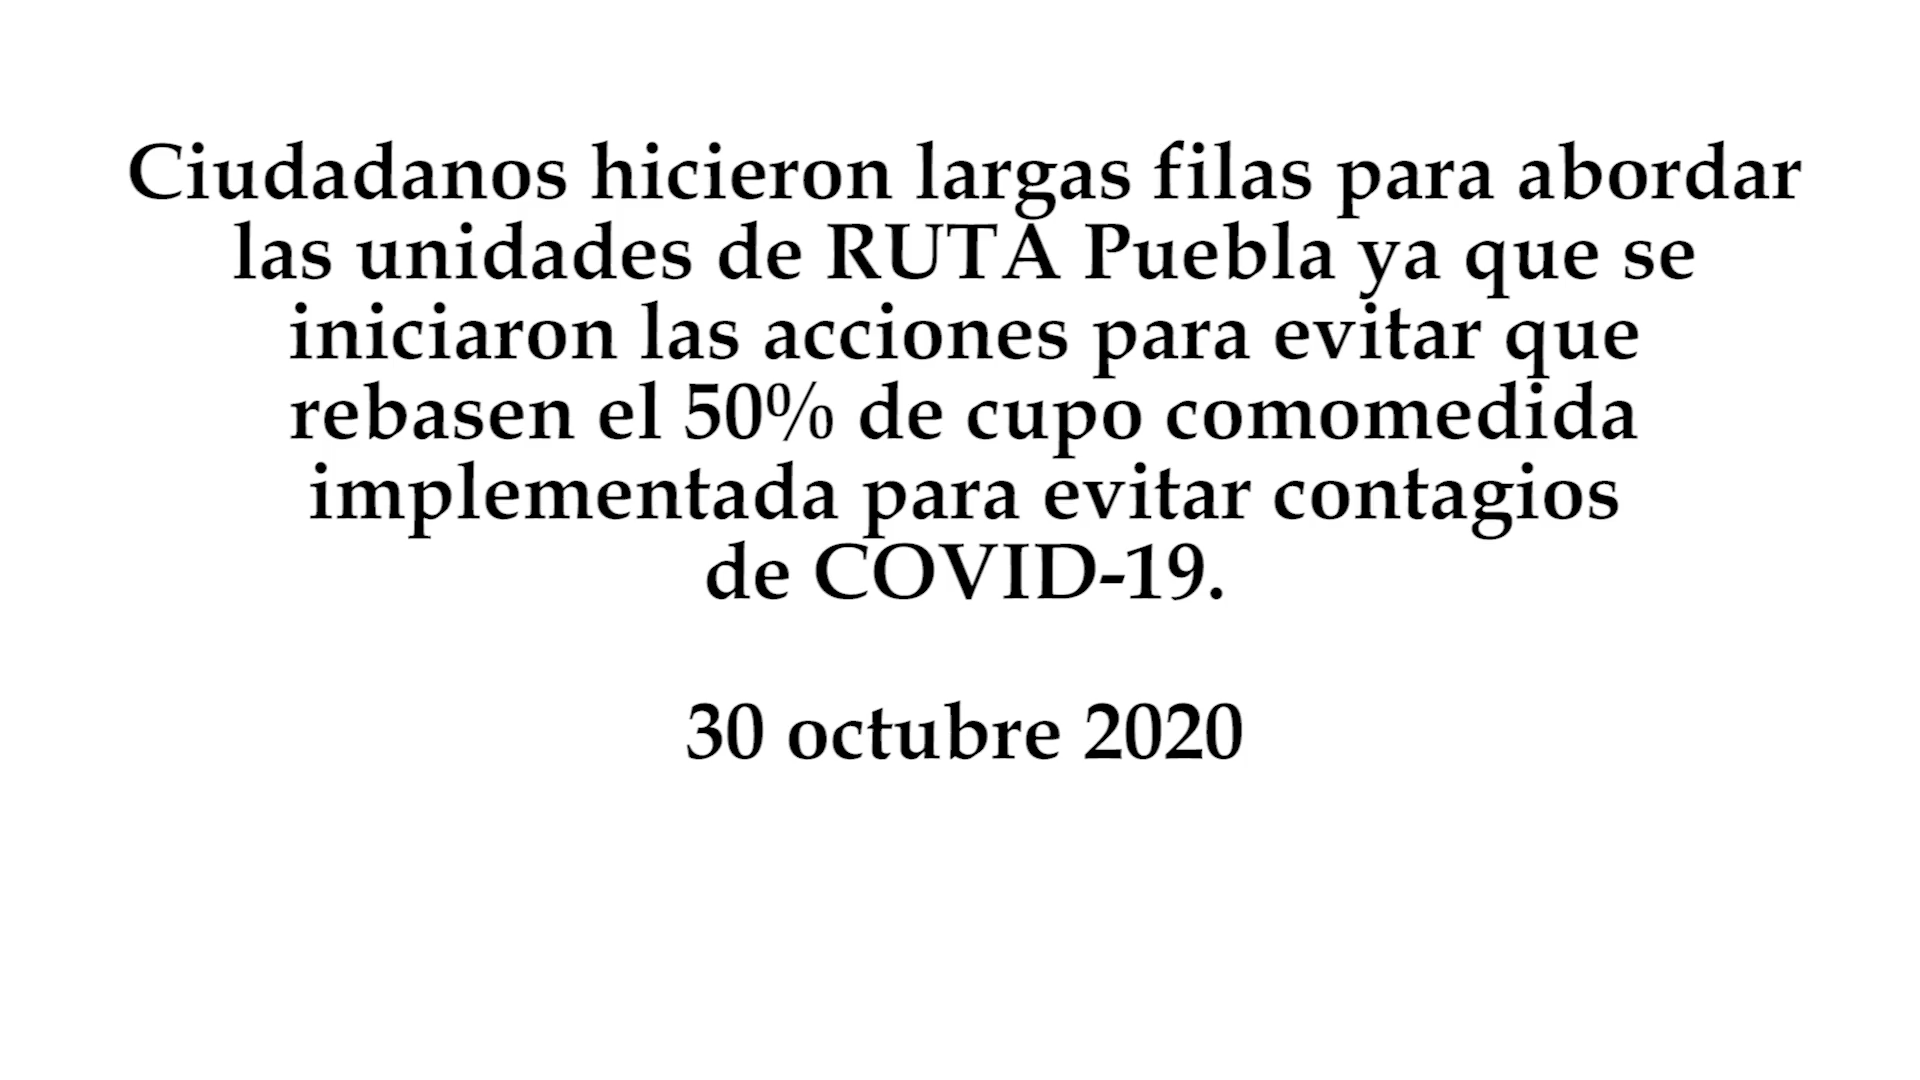 Ciudadanos hicieron largas filas para abordar
las unidades de RUTA Puebla ya que se
iniciaron las acciones para evitar que
rebasen el 50% de cupo comomedida
implementada para evitar contagios
de COVID-19.
30 octubre 2020